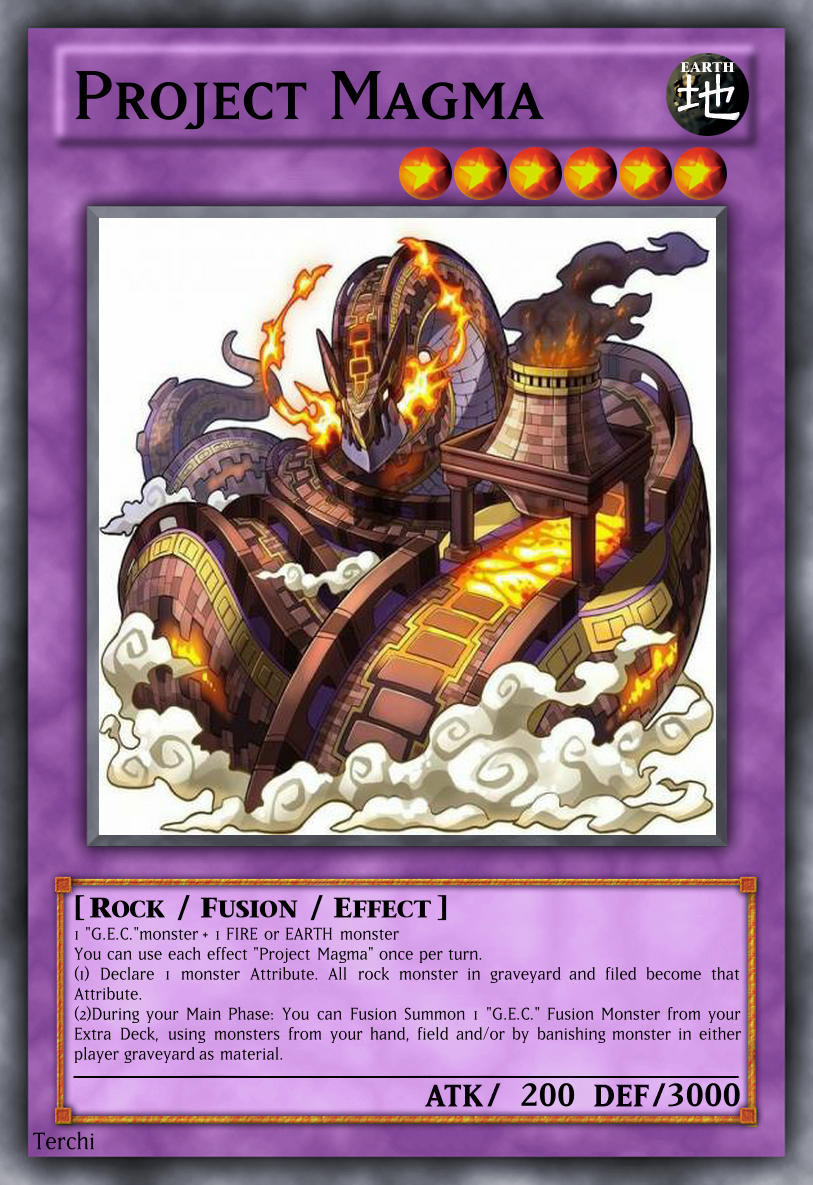 Project Magma
EARTH
地
[ Rock / Fusion / Effect ]
1 "G.E.C."monster + 1 FIRE or EARTH monster
You can use each effect "Project Magma" once per turn.
(1) Declare 1 monster Attribute. All rock monster in graveyard and filed become that
Attribute.
(2)During your Main Phase: You can Fusion Summon 1 "G.E.C." Fusion Monster from your
Extra Deck, using monsters from your hand, field and/or by banishing monster in either
player graveyard as material.
ATK/ 200 DEF/3000
Terchi